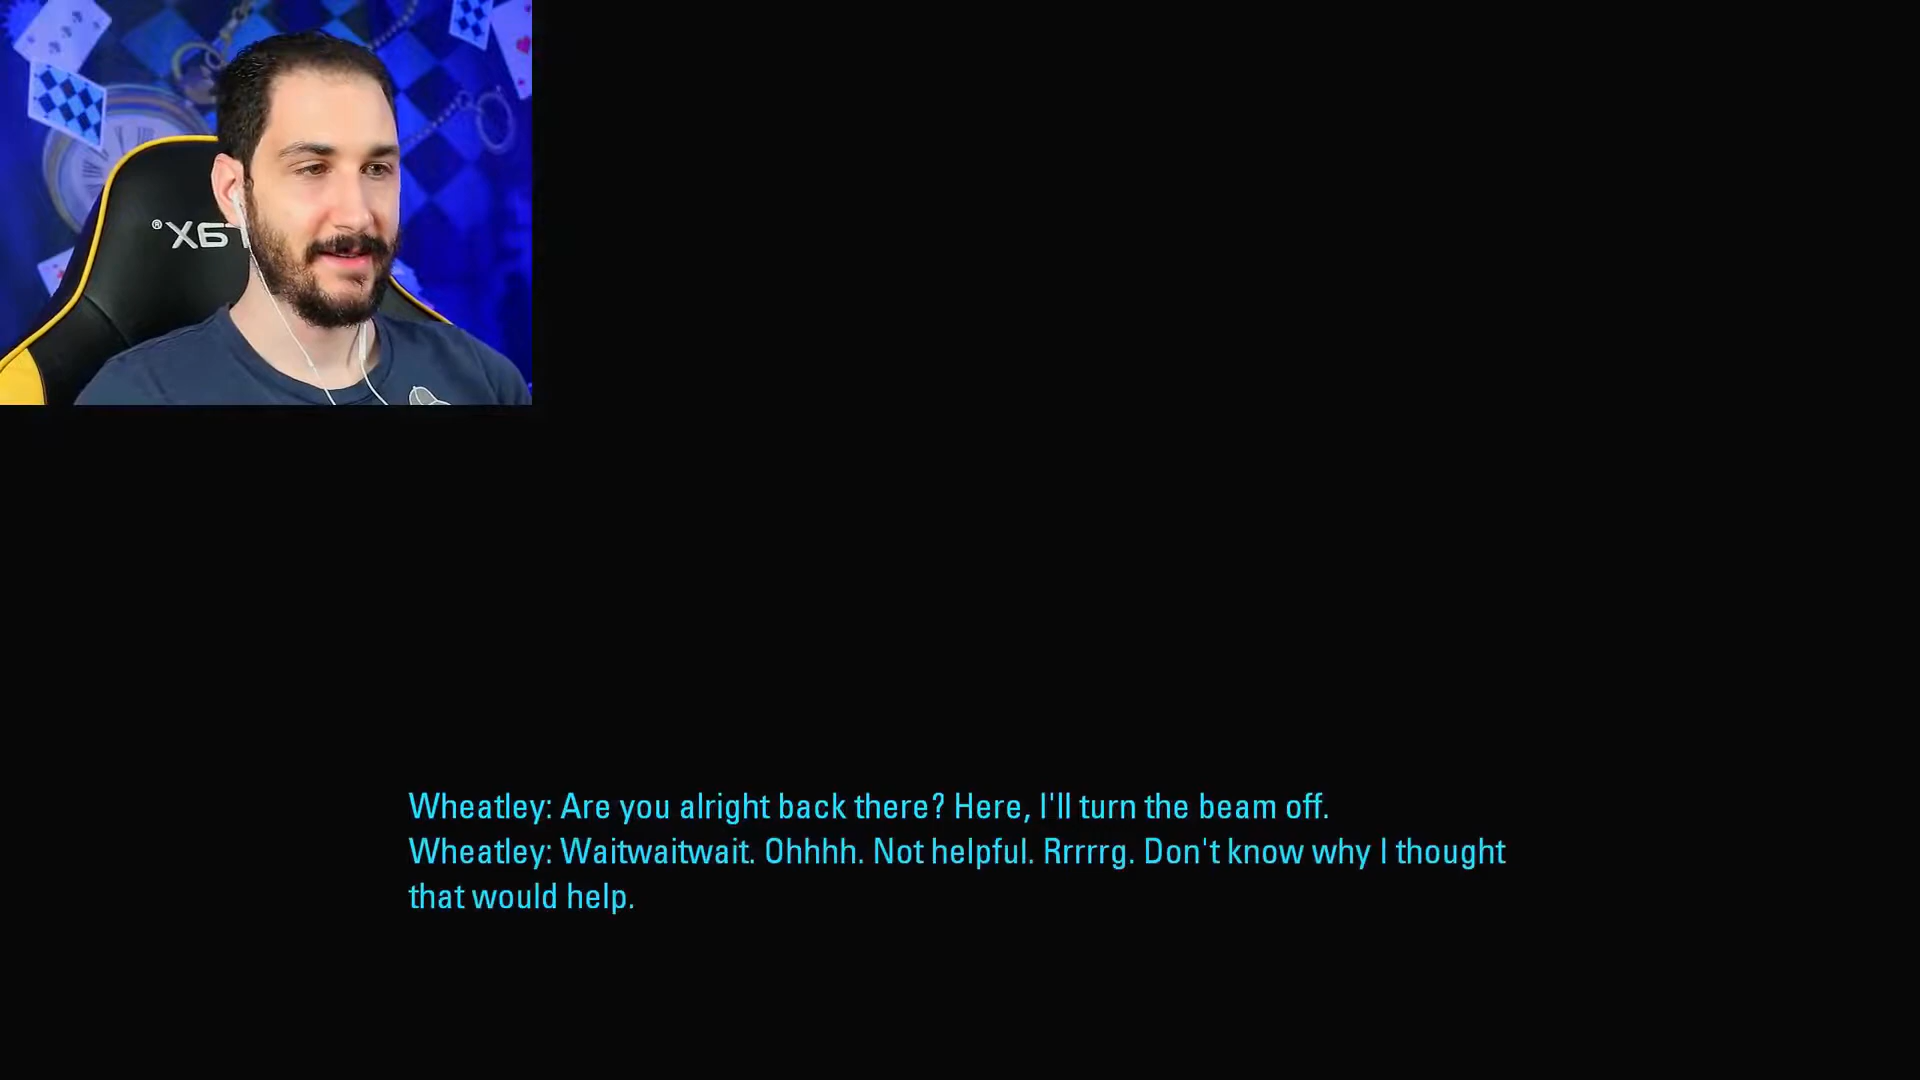 Wheatley: Are you alright back there? Here, I'll turn the beam off.
Wheatley: Waitwaitwait. Ohhhh. Not helpful. Rrrrrg. Don't know why I thought
that would help.